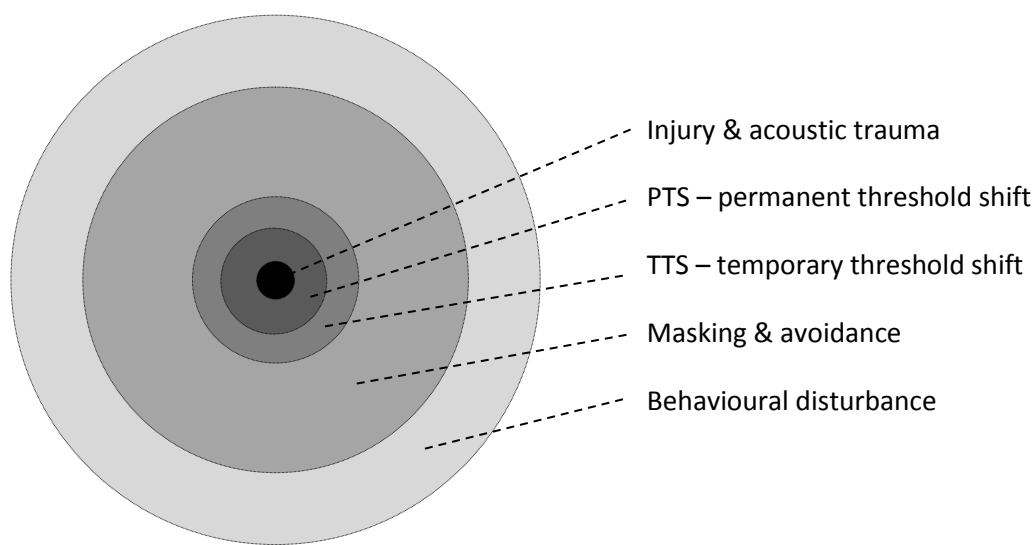 Injury & acoustic trauma
PTS – permanent threshold shift
TTS – temporary threshold shift
Masking & avoidance
Behavioural disturbance